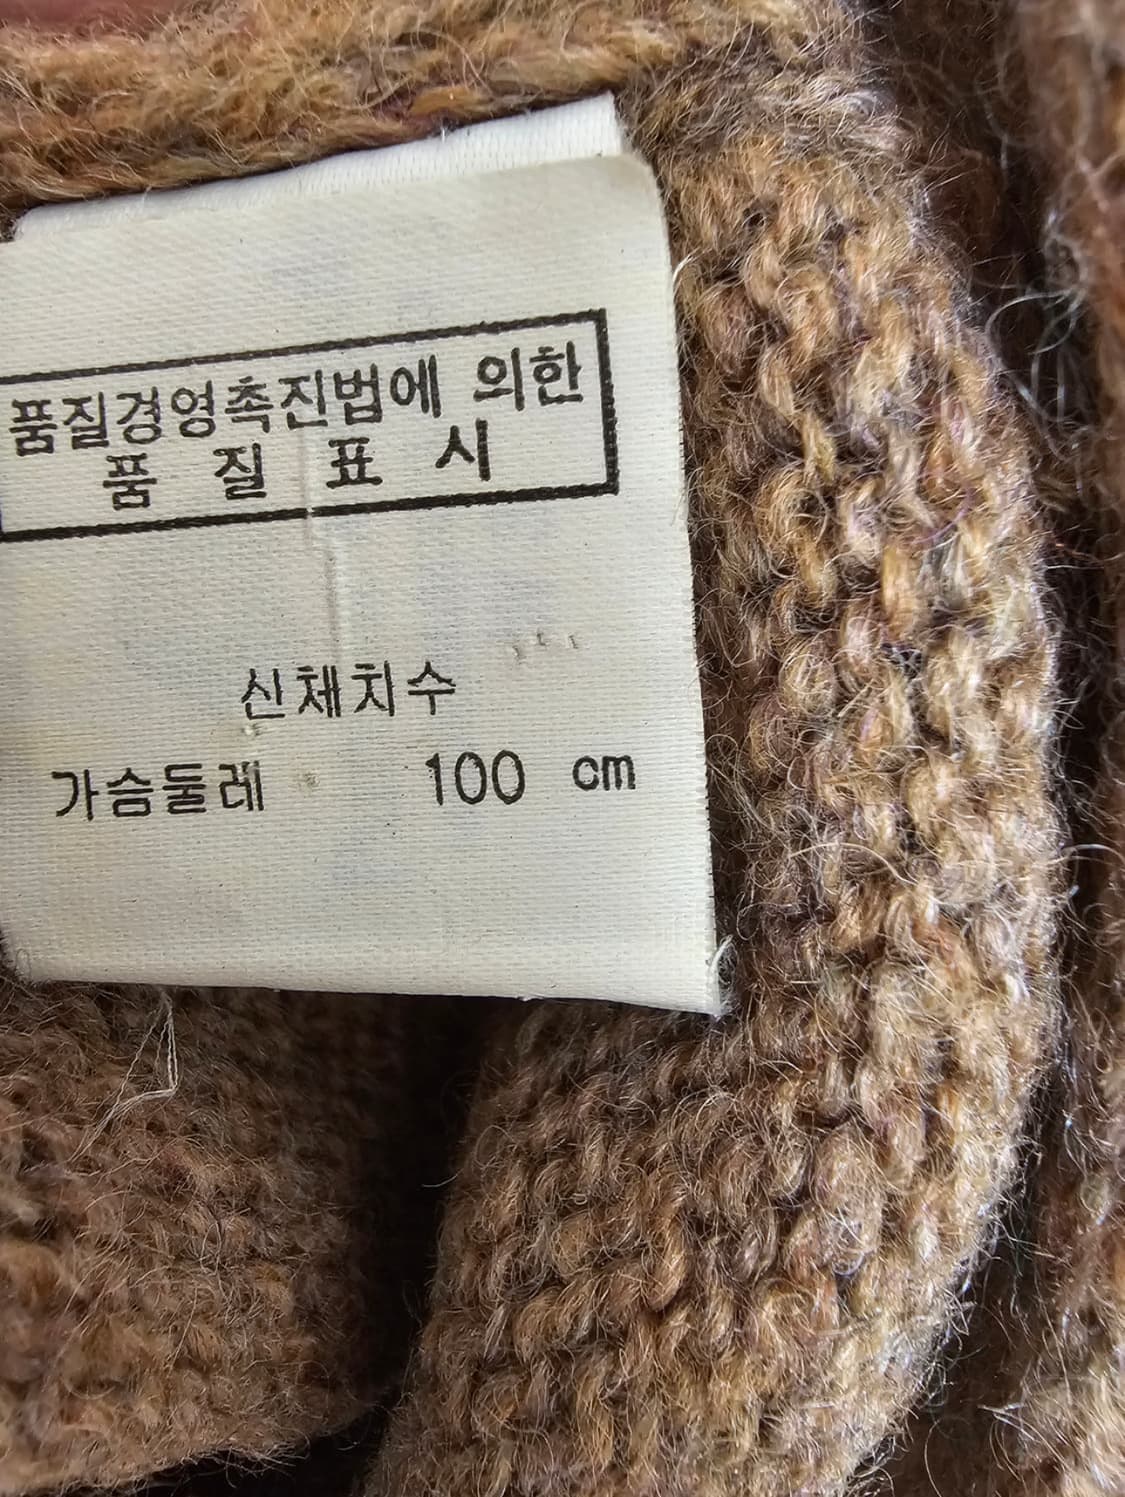 품질경영촉진법에 의한
품 질 표 시
신체치수
가슴둘레 100 cm